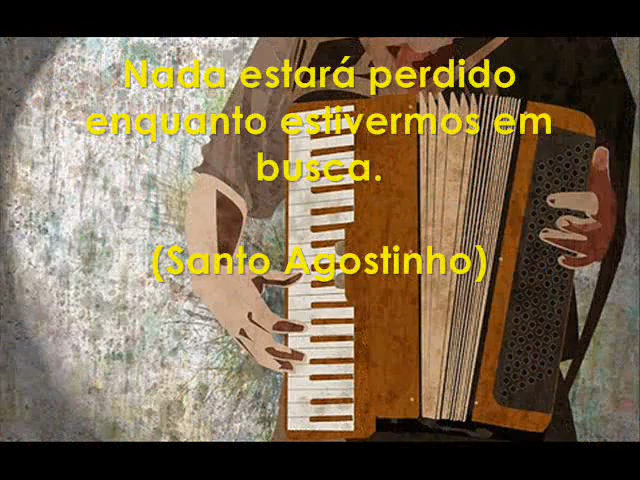 Nada estará perdido
enquanto estivermos em
busca.
(Santo Agostinho)